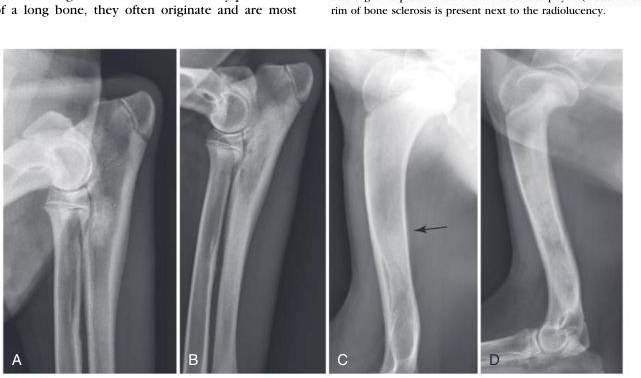 of a long bone, they often originate and are most
rim of bone sclerosis is present next to the radiolucency.
A
B
C
D